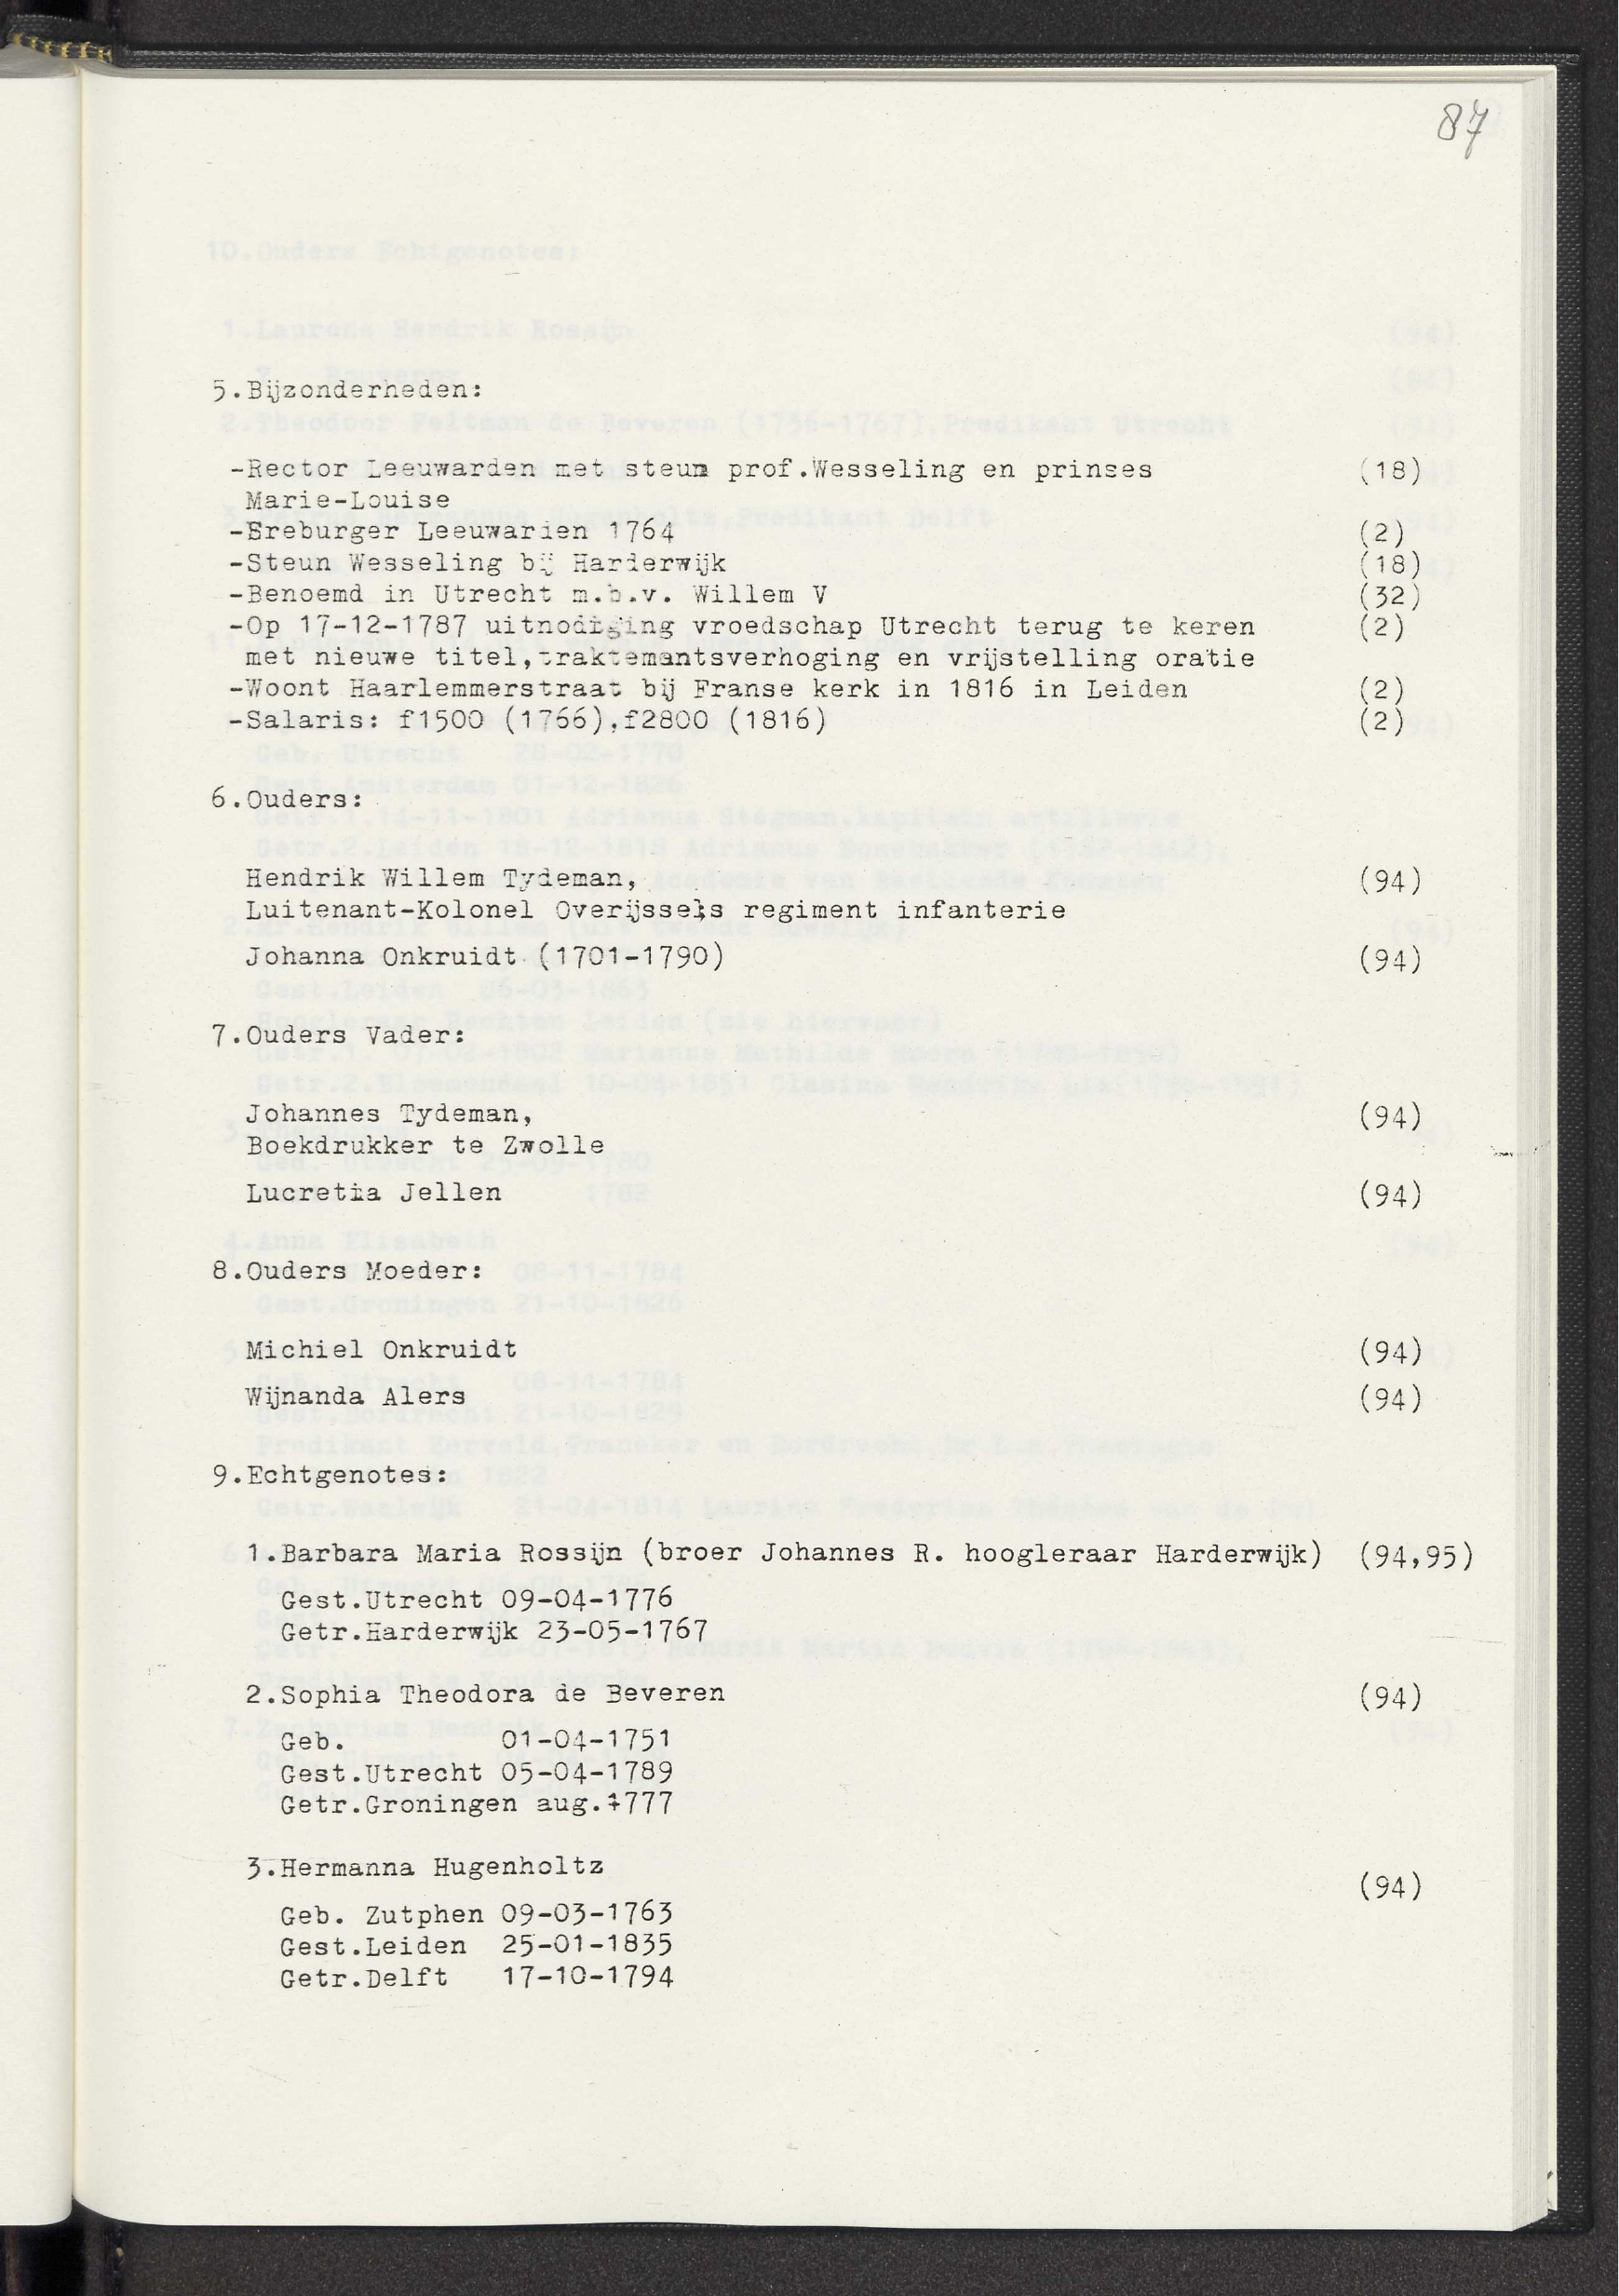 87
5.Bijzonderheden:
-Rector Leeuwarden met steun prof.Wesseling en prinses (18)
Marie-Louise
-Ereburger Leeuwarden 1764 (2)
-Steun Wesseling bij Harderwijk (18)
-Benoemd in Utrecht m.b.v. Willem V (32)
-Op 17-12-1787 uitnodiging vroedschap Utrecht terug te keren (2)
met nieuwe titel,traktementsverhoging en vrijstelling oratie
-Woont Haarlemmerstraat bij Franse kerk in 1816 in Leiden (2)
-Salaris: f1500 (1766),f2800 (1816) (2)
6.Ouders:
Hendrik Willem Tydeman, (94)
Luitenant-Kolonel Overijssels regiment infanterie
Johanna Onkruidt (1701-1790) (94)
7.Ouders Vader:
Johannes Tydeman, (94)
Boekdrukker te Zwolle
Lucretia Jellen (94)
8.Ouders Moeder:
Michiel Onkruidt (94)
Wijnanda Alers (94)
9.Echtgenotes:
1.Barbara Maria Rossijn (broer Johannes R. hoogleraar Harderwijk) (94,95)
Gest.Utrecht 09-04-1776
Getr.Harderwijk 23-05-1767
2.Sophia Theodora de Beveren (94)
Geb. 01-04-1751
Gest.Utrecht 05-04-1789
Getr.Groningen aug.1777
3.Hermanna Hugenholtz (94)
Geb. Zutphen 09-03-1763
Gest.Leiden 25-01-1835
Getr.Delft 17-10-1794